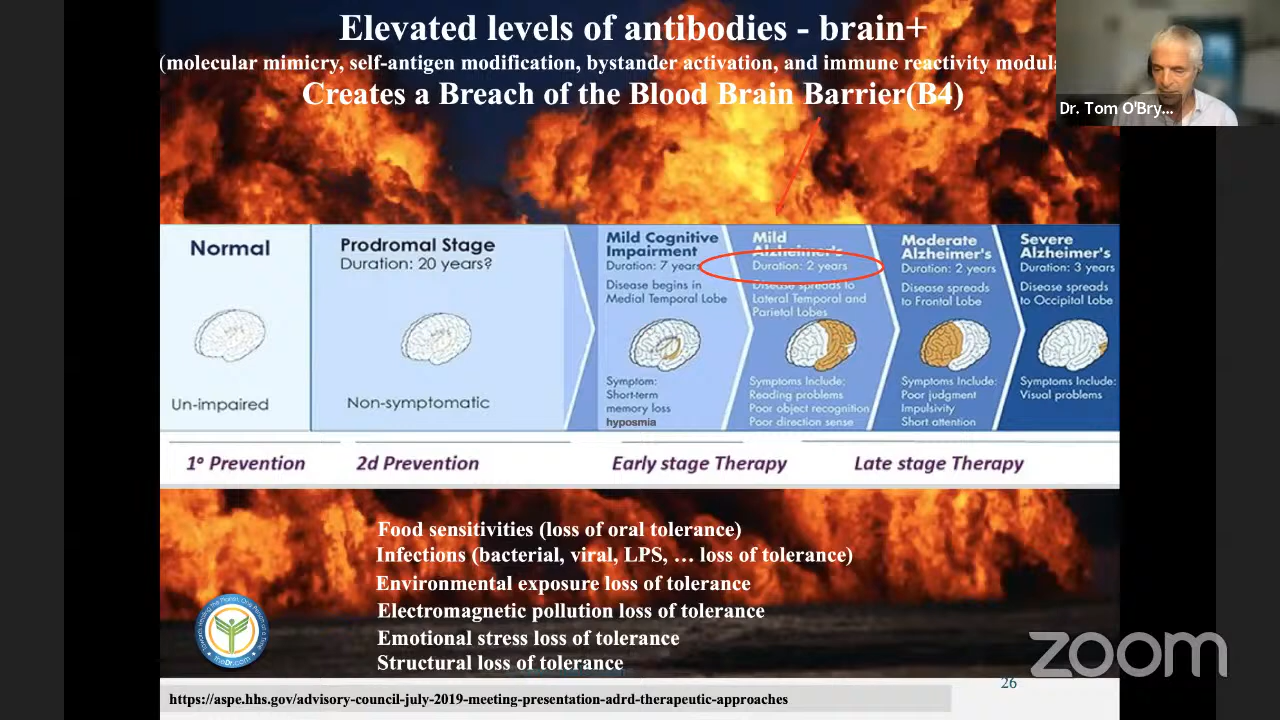 Elevated levels of antibodies - brain+
(molecular mimicry, self-antigen modification, bystander activation, and immune reactivity
Creates a Breach of the Blood Brain Barrier(B4)
Dr. Tom O'Bry...
Normal
Un-impaired
Prodromal Stage
Duration: 20 years?
Non-symptomatic
Mild Cognitive
Impairment
Duration: 7 years
Disease begins in
Medial Temporal Lobe
Symptom:
Short-term
memory loss
hyposmia
Mild
Alzheimer's
Duration: 2 years
Disease spreads to
Lateral Temporal and
Parietal Lobes
Symptoms Include:
Reading problems
Poor object recognition
Poor direction sense
Moderate
Alzheimer's
Duration: 2 years
Disease spreads
to Frontal Lobe
Symptoms Include:
Poor judgment
Impulsivity
Short attention
Severe
Alzheimer's
Duration: 3 years
Disease spreads
to Occipital Lobe
Symptoms Include:
Visual problems
1º Prevention
2d Prevention
Early stage Therapy
Late stage Therapy
Food sensitivities (loss of oral tolerance)
Infections (bacterial, viral, LPS, … loss of tolerance)
Environmental exposure loss of tolerance
Electromagnetic pollution loss of tolerance
Emotional stress loss of tolerance
Structural loss of tolerance
theDr.com
zoom
26
https://aspe.hhs.gov/advisory-council-july-2019-meeting-presentation-adrd-therapeutic-approaches